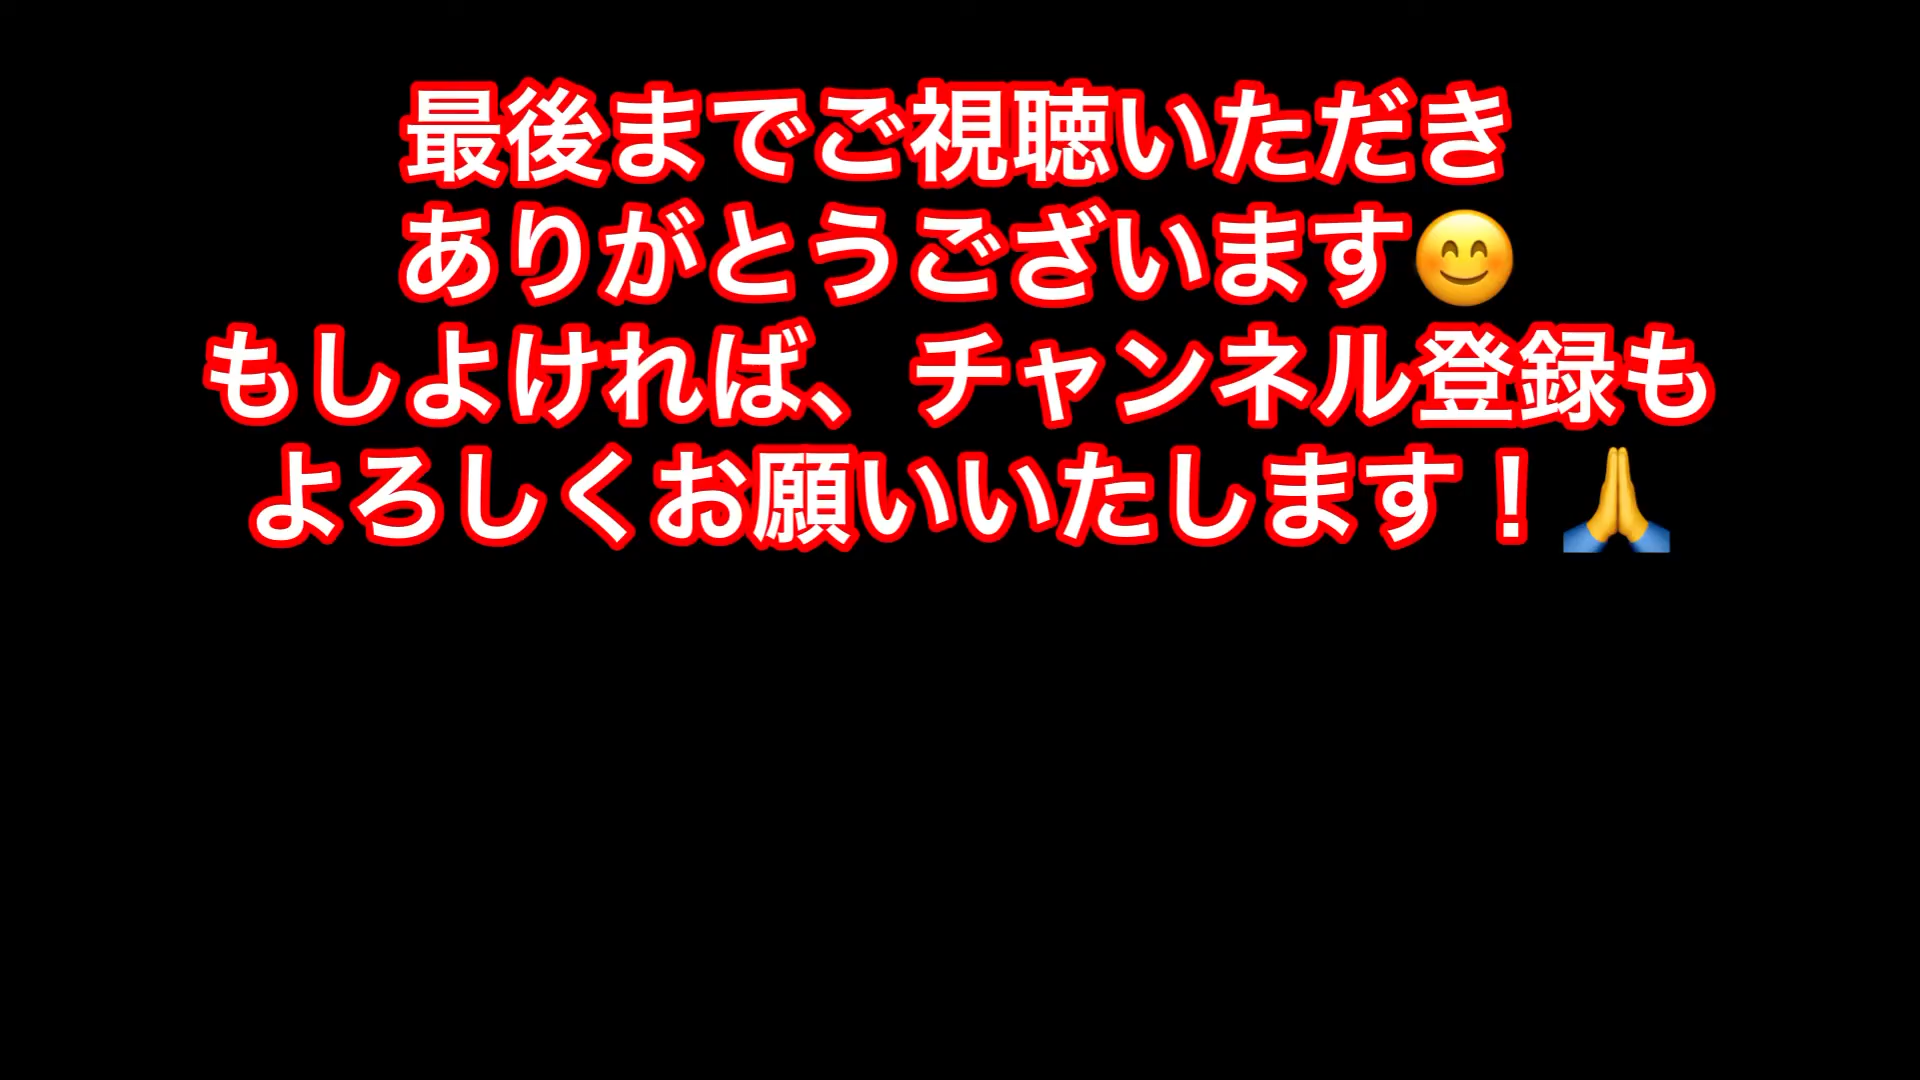 最後までご視聴いただき
ありがとうございます😊
もしよければ、チャンネル登録も
よろしくお願いいたします！🙏